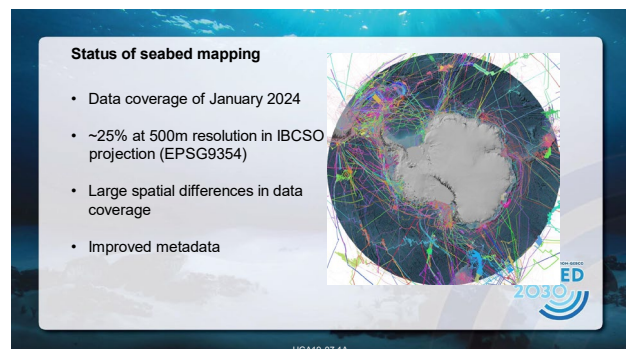 Status of seabed mapping
• Data coverage of January 2024
• ~25% at 500m resolution in IBCSO
projection (EPSG9354)
• Large spatial differences in data
coverage
• Improved metadata
ED
2030